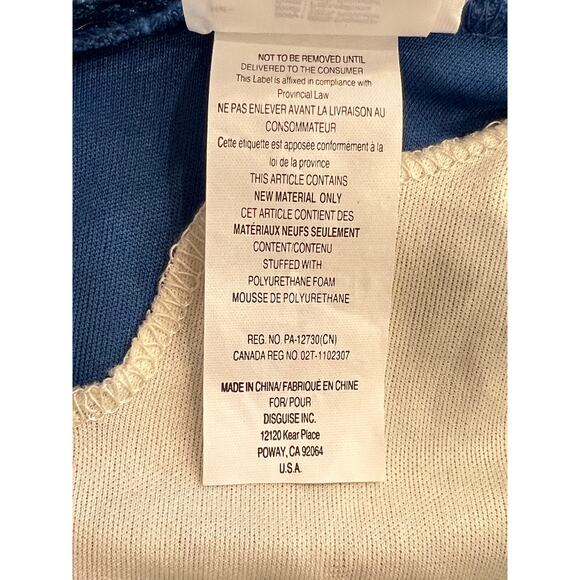 NOT TO BE REMOVED UNTIL
DELIVERED TO THE CONSUMER
This Label is affixed in compliance with
Provincial Law
NE PAS ENLEVER AVANT LA LIVRAISON AU
CONSOMMATEUR
Cette étiquette est apposée conformément à la
loi de la province
THIS ARTICLE CONTAINS
NEW MATERIAL ONLY
CET ARTICLE CONTIENT DES
MATÉRIAUX NEUFS SEULEMENT
CONTENT/CONTENU
STUFFED WITH
POLYURETHANE FOAM
MOUSSE DE POLYURETHANE
REG. NO. PA-12730(CN)
CANADA REG NO. 02T-1102307
MADE IN CHINA/ FABRIQUÉ EN CHINE
FOR/ POUR
DISGUISE INC.
12120 Kear Place
POWAY, CA 92064
U.S.A.